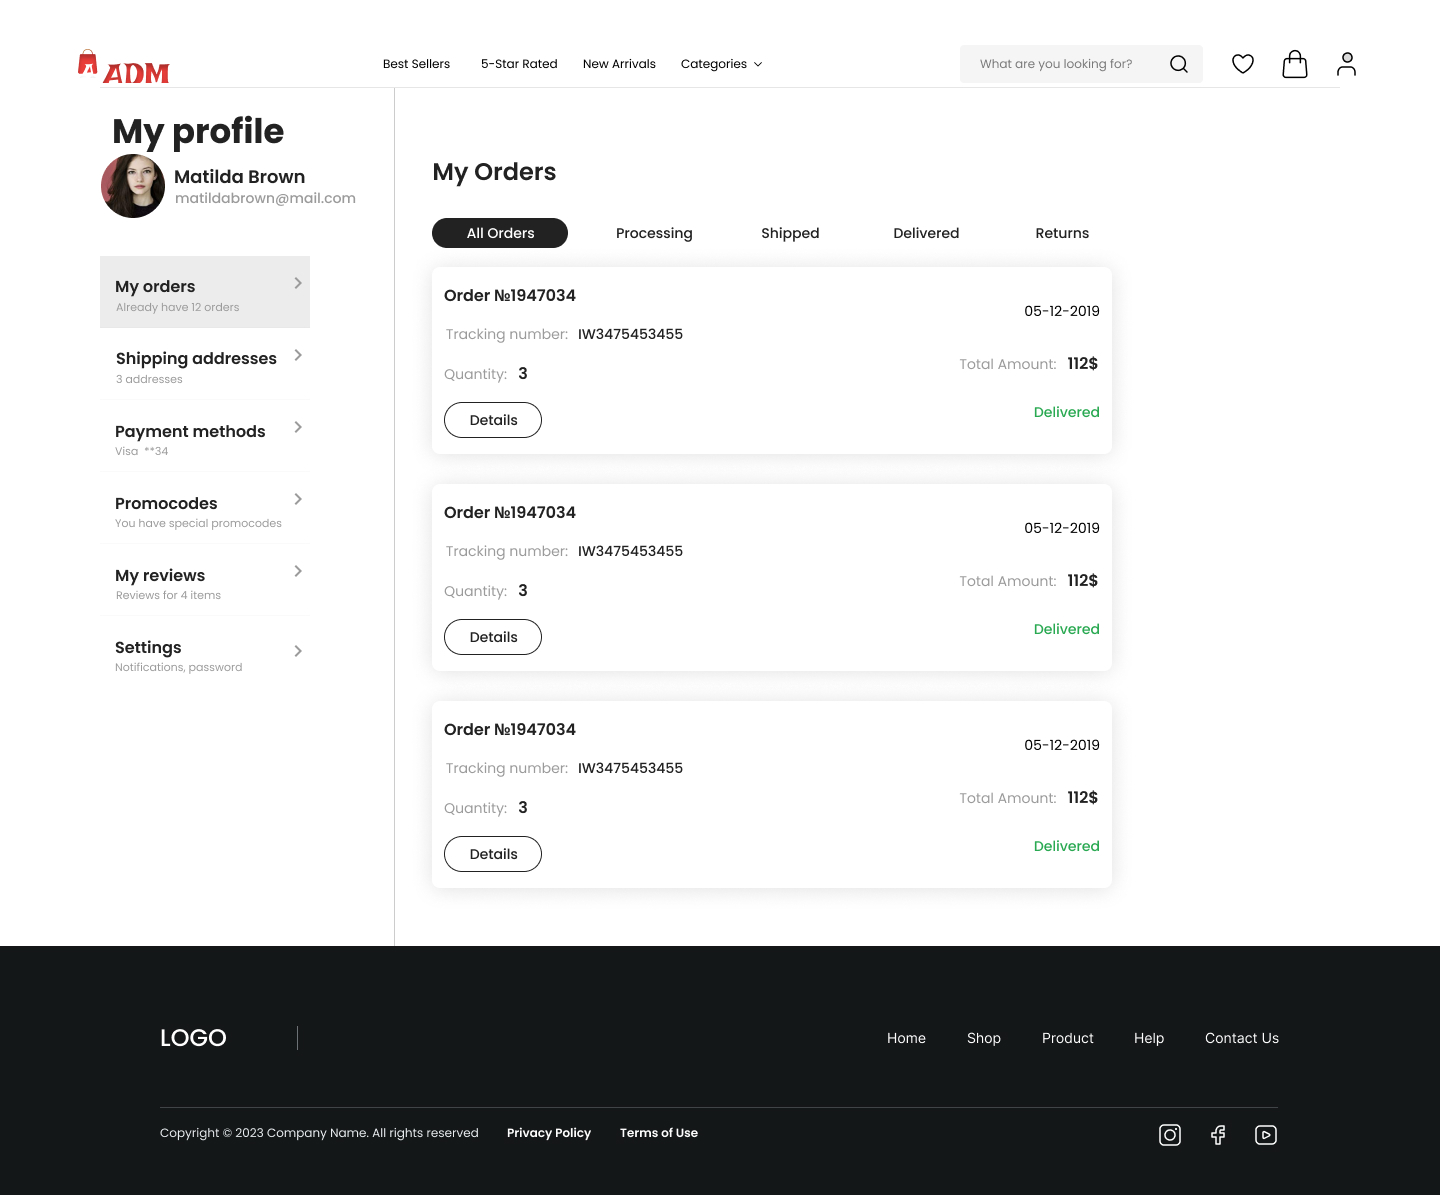 ADM
Best Sellers 5-Star Rated New Arrivals Categories What are you looking for?
My profile
Matilda Brown
matildabrown@mail.com
My orders
Already have 12 orders
Shipping addresses
3 addresses
Payment methods
Visa **34
Promocodes
You have special promocodes
My reviews
Reviews for 4 items
Settings
Notifications, password
My Orders
All Orders Processing Shipped Delivered Returns
Order №1947034
05-12-2019
Tracking number: IW3475453455
Total Amount: 112$
Quantity: 3
Delivered
Details
Order №1947034
05-12-2019
Tracking number: IW3475453455
Total Amount: 112$
Quantity: 3
Delivered
Details
Order №1947034
05-12-2019
Tracking number: IW3475453455
Total Amount: 112$
Quantity: 3
Delivered
Details
LOGO Home Shop Product Help Contact Us
Copyright © 2023 Company Name. All rights reserved Privacy Policy Terms of Use